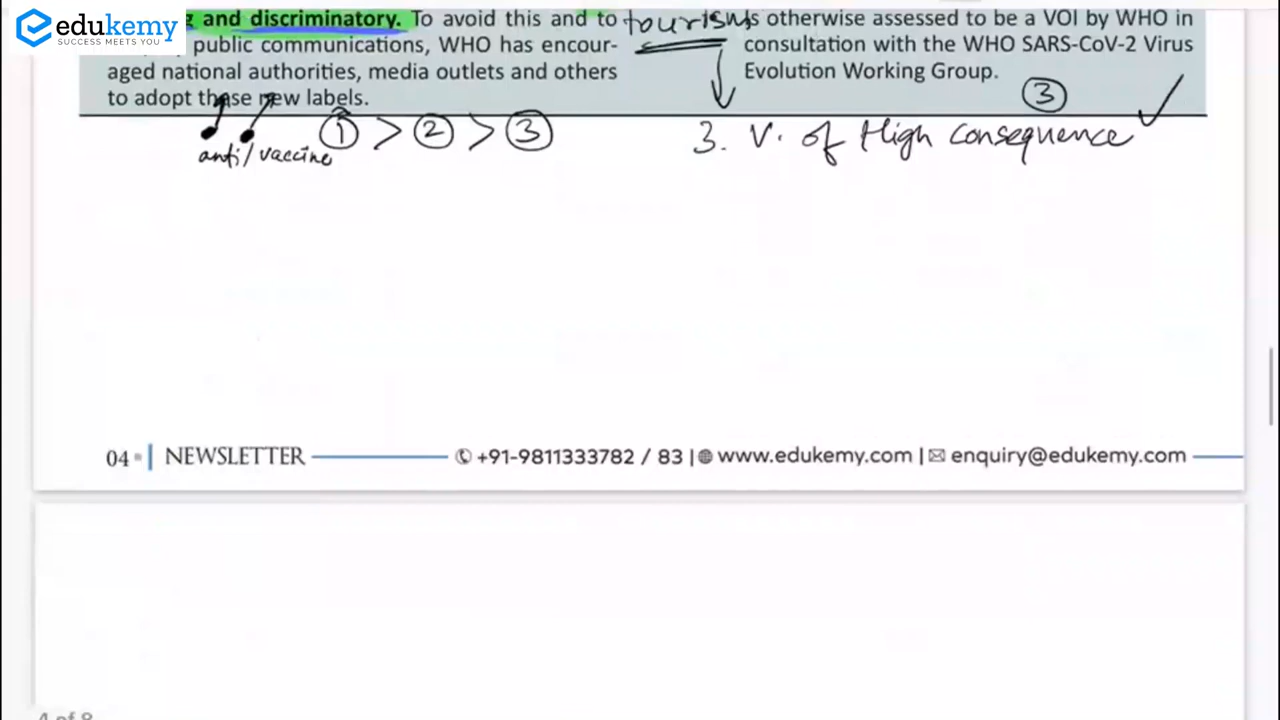 edukemy
SUCCESS MEETS YOU
and discriminatory. To avoid this and to
public communications, WHO has encour-
aged national authorities, media outlets and others
to adopt these new labels.
tourism
s otherwise assessed to be a VOI by WHO in
consultation with the WHO SARS-CoV-2 Virus
Evolution Working Group.
3
anti/vaccine
1 > 2 > 3
3. V. of High consequence
04 NEWSLETTER +91-9811333782 / 83 | www.edukemy.com | enquiry@edukemy.com
4 of 8